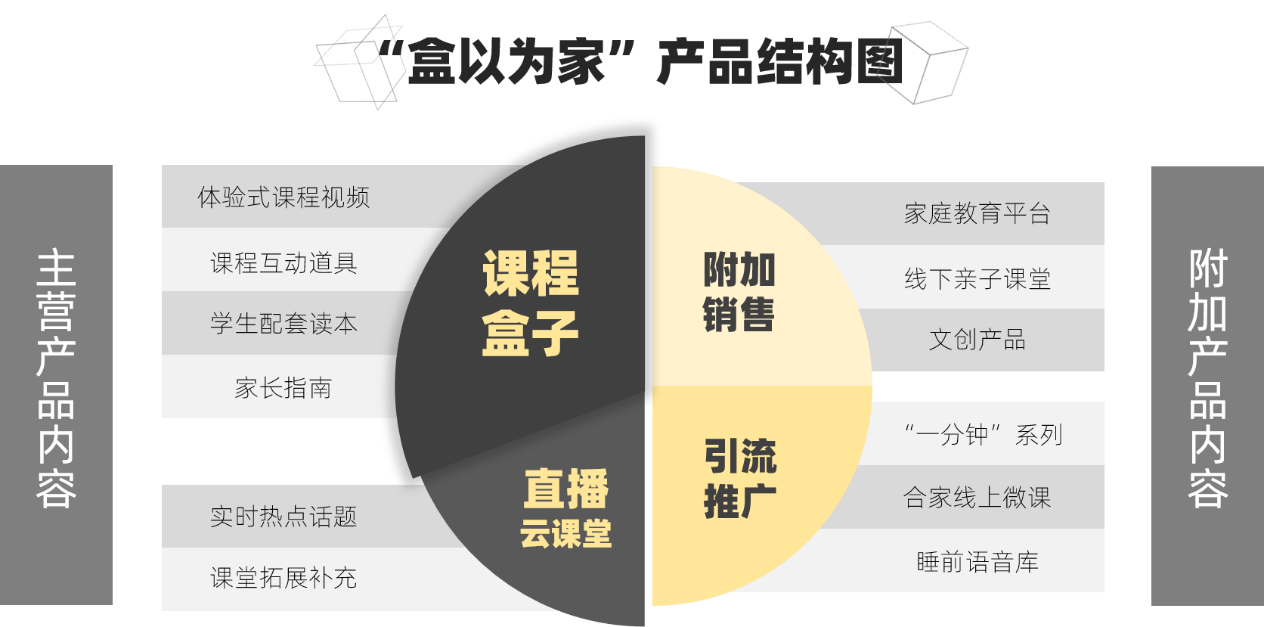 “盒以为家”产品结构图
主营产品内容
体验式课程视频
课程互动道具
学生配套读本
家长指南
课程
盒子
实时热点话题
课堂拓展补充
直播
云课堂
附加
销售
家庭教育平台
线下亲子课堂
文创产品
引流
推广
“一分钟”系列
合家线上微课
睡前语音库
附加产品内容